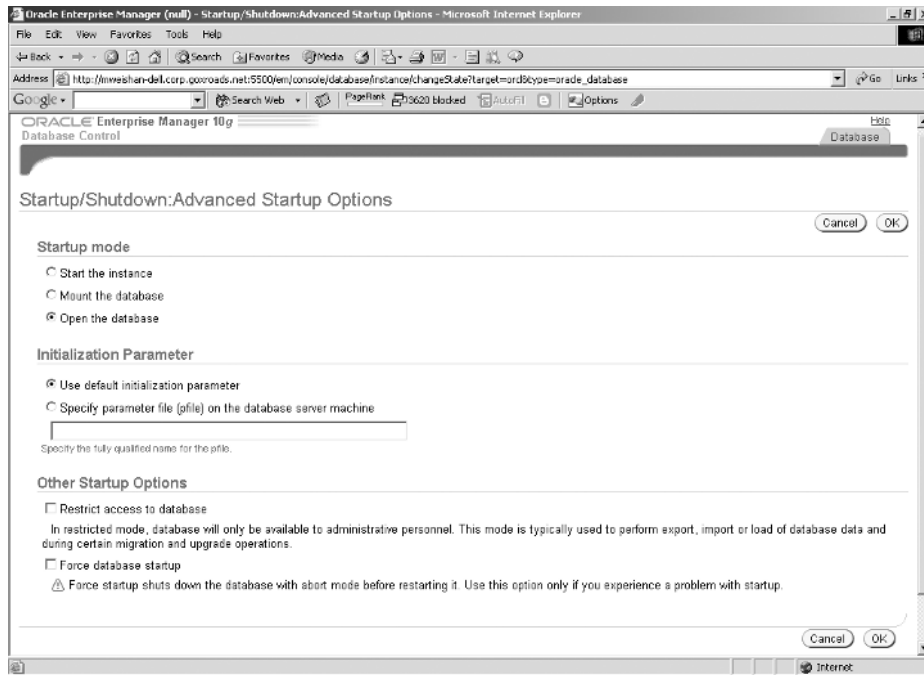 Oracle Enterprise Manager (null) - Startup/Shutdown:Advanced Startup Options - Microsoft Internet Explorer
File Edit View Favorites Tools Help
Back Search Favorites Media
Address http://mweishan-dell.corp.goxroads.net:5500/em/console/database/instance/changeState?target=ord&type=oracle_database Go Links
Google Search Web PageRank 3620 blocked AutoFill Options
ORACLE Enterprise Manager 10g Help
Database Control Database
Startup/Shutdown:Advanced Startup Options
Cancel OK
Startup mode
Start the instance
Mount the database
Open the database
Initialization Parameter
Use default initialization parameter
Specify parameter file (pfile) on the database server machine
Specify the fully qualified name for the pfile.
Other Startup Options
Restrict access to database
In restricted mode, database will only be available to administrative personnel. This mode is typically used to perform export, import or load of database data and
during certain migration and upgrade operations.
Force database startup
Force startup shuts down the database with abort mode before restarting it. Use this option only if you experience a problem with startup.
Cancel OK
Internet